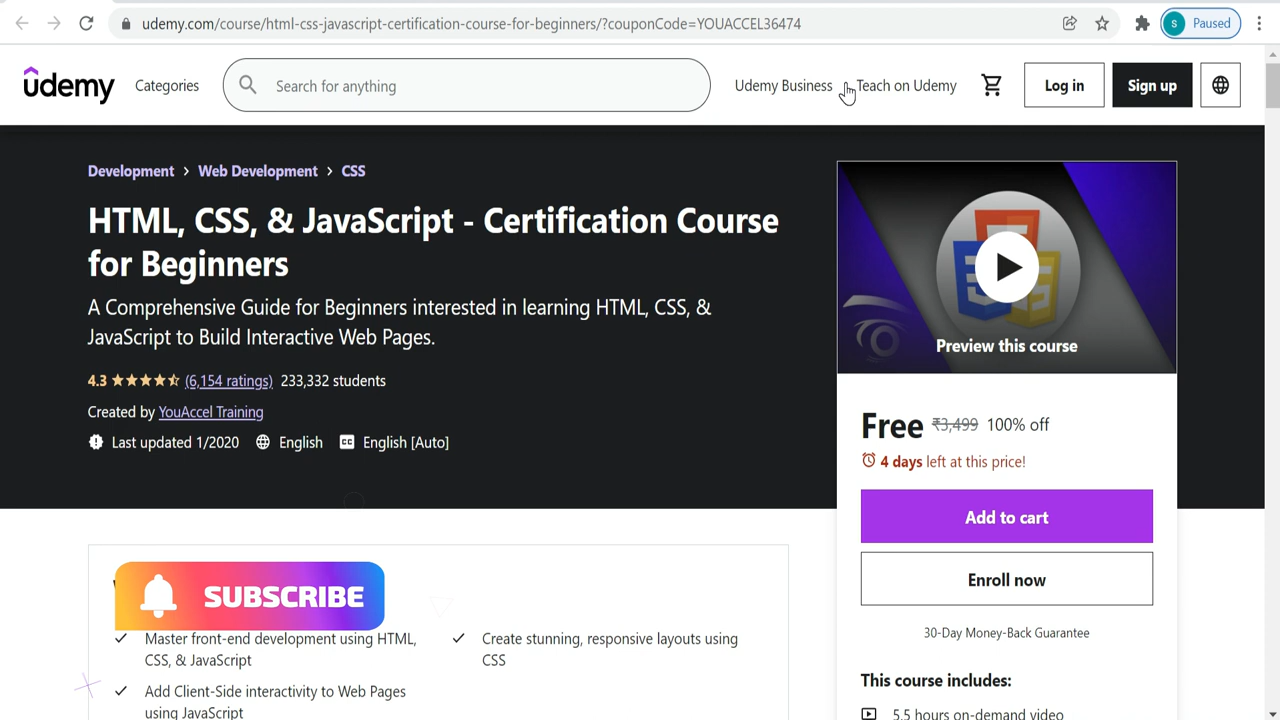 udemy.com/course/html-css-javascript-certification-course-for-beginners/?couponCode=YOUACCEL36474
s Paused
udemy Categories Search for anything Udemy Business Teach on Udemy Log in Sign up
Development > Web Development > CSS
HTML, CSS, & JavaScript - Certification Course
for Beginners
A Comprehensive Guide for Beginners interested in learning HTML, CSS, &
JavaScript to Build Interactive Web Pages.
4.3 (6,154 ratings) 233,332 students
Created by YouAccel Training
Last updated 1/2020 English CC English [Auto]
Preview this course
Free ₹3,499 100% off
4 days left at this price!
Add to cart
Enroll now
30-Day Money-Back Guarantee
This course includes:
5.5 hours on-demand video
SUBSCRIBE
Master front-end development using HTML,
CSS, & JavaScript
Create stunning, responsive layouts using
CSS
Add Client-Side interactivity to Web Pages
using JavaScript